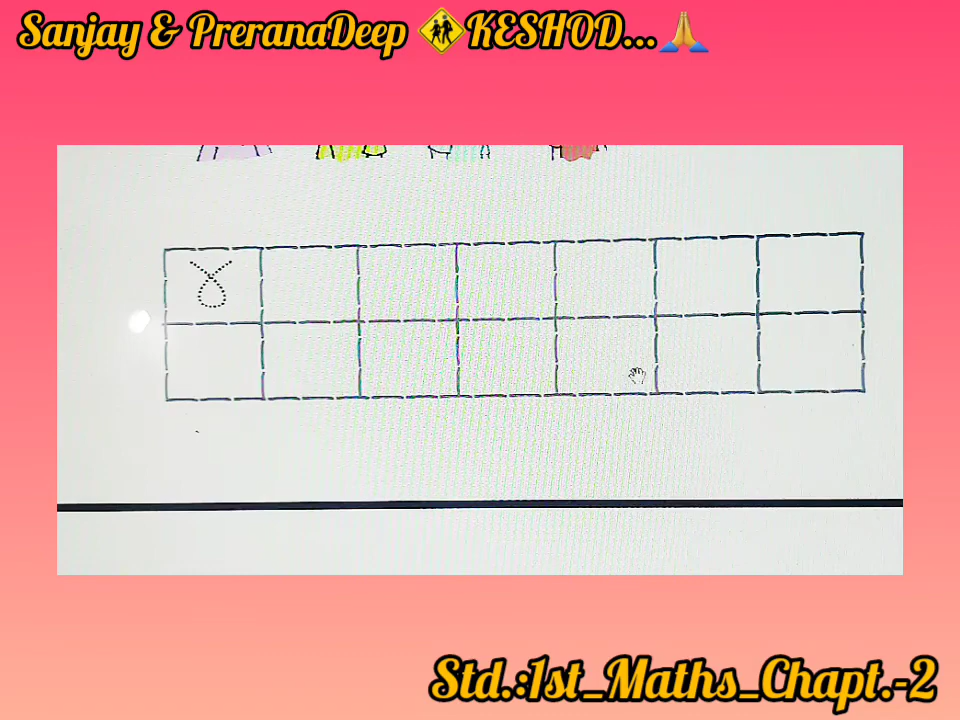 Sanjay & PreranaDeep 🚸KESHOD...🙏
૪
Std.:1st_Maths_Chapt.-2